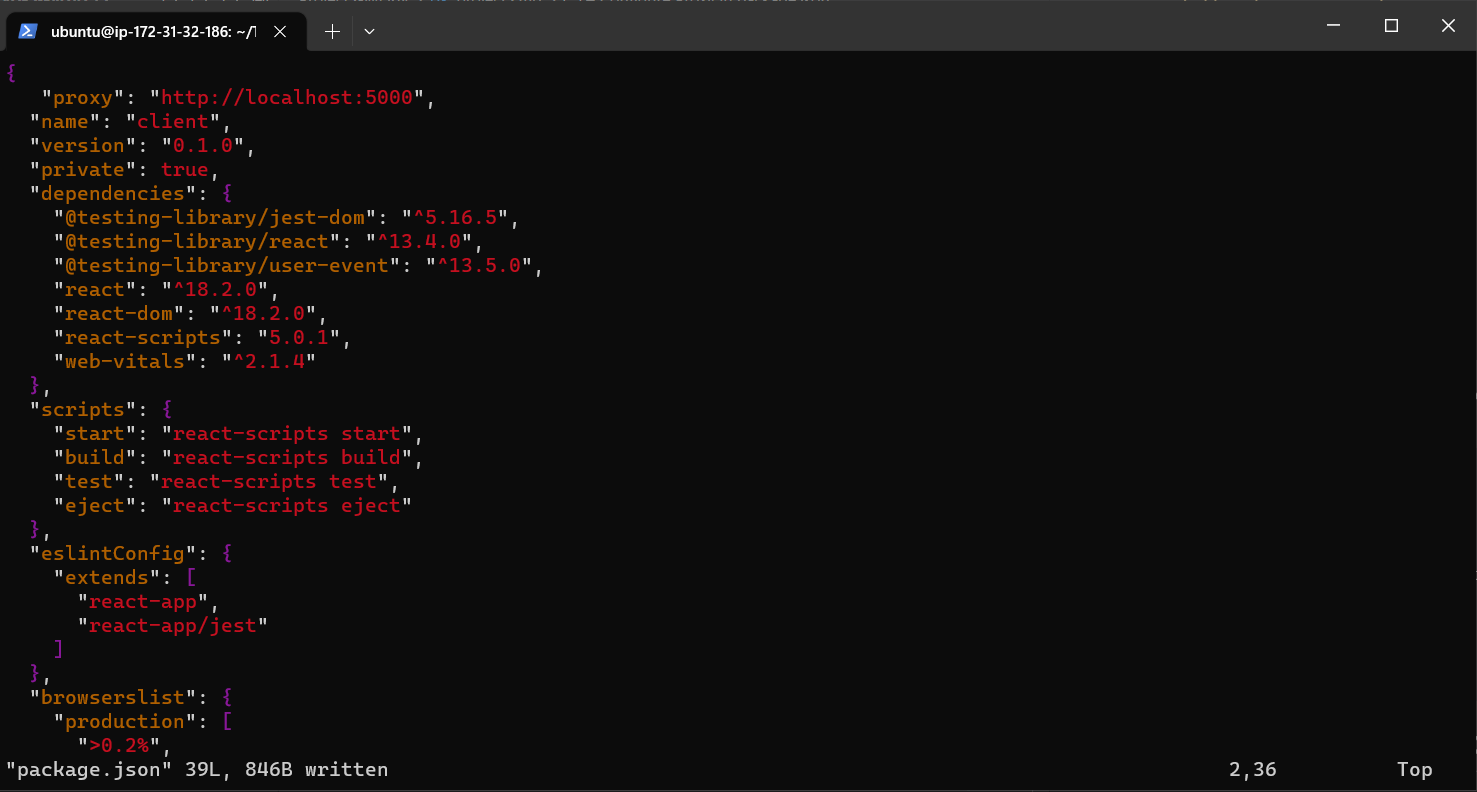 ubuntu@ip-172-31-32-186: ~/T
{
   "proxy": "http://localhost:5000",
  "name": "client",
  "version": "0.1.0",
  "private": true,
  "dependencies": {
    "@testing-library/jest-dom": "^5.16.5",
    "@testing-library/react": "^13.4.0",
    "@testing-library/user-event": "^13.5.0",
    "react": "^18.2.0",
    "react-dom": "^18.2.0",
    "react-scripts": "5.0.1",
    "web-vitals": "^2.1.4"
  },
  "scripts": {
    "start": "react-scripts start",
    "build": "react-scripts build",
    "test": "react-scripts test",
    "eject": "react-scripts eject"
  },
  "eslintConfig": {
    "extends": [
      "react-app",
      "react-app/jest"
    ]
  },
  "browserslist": {
    "production": [
      ">0.2%",
"package.json" 39L, 846B written 2,36 Top